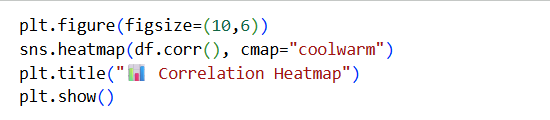 plt.figure(figsize=(10,6))
sns.heatmap(df.corr(), cmap="coolwarm")
plt.title("📊 Correlation Heatmap")
plt.show()